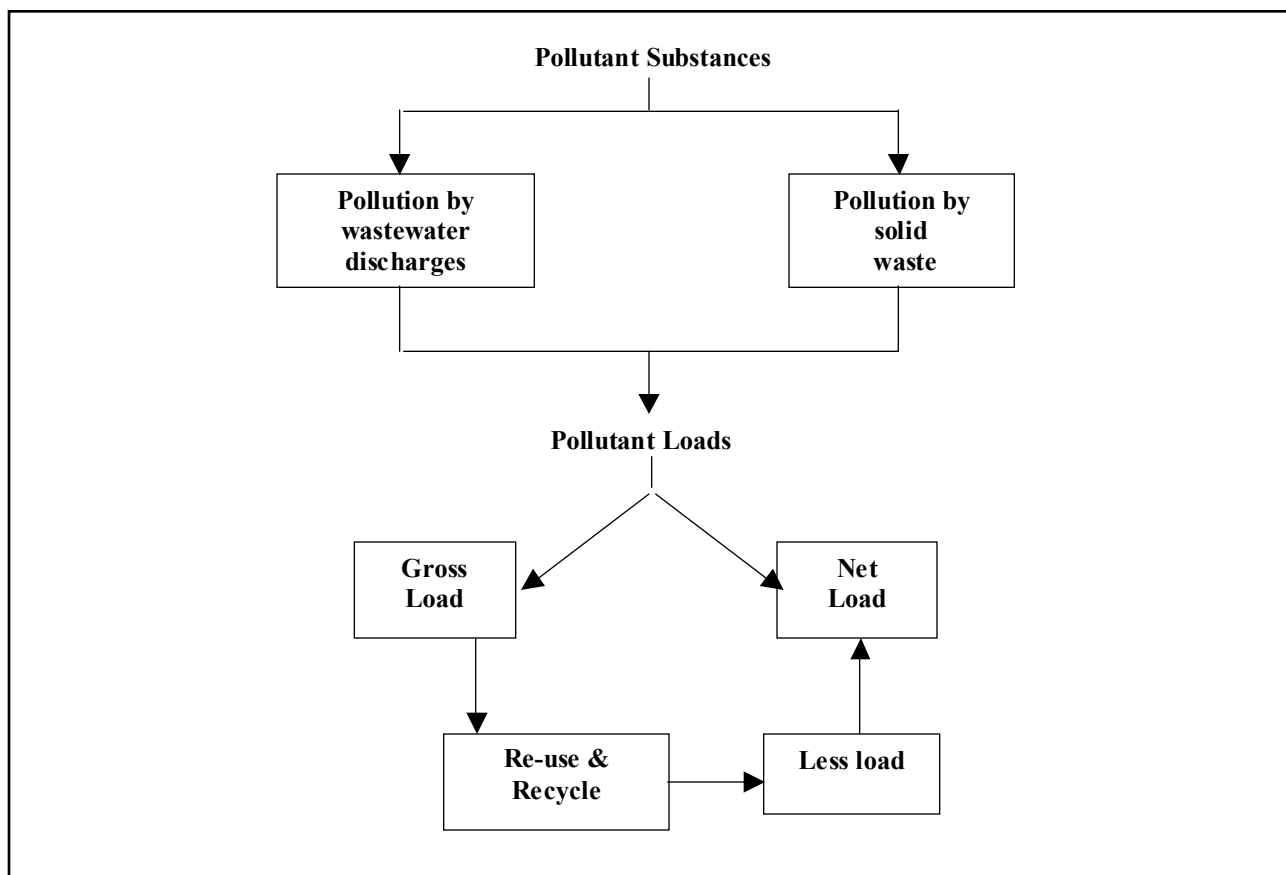 Pollutant Substances
Pollution by
wastewater
discharges
Pollution by
solid
waste
Pollutant Loads
Gross
Load
Net
Load
Re-use &
Recycle
Less load